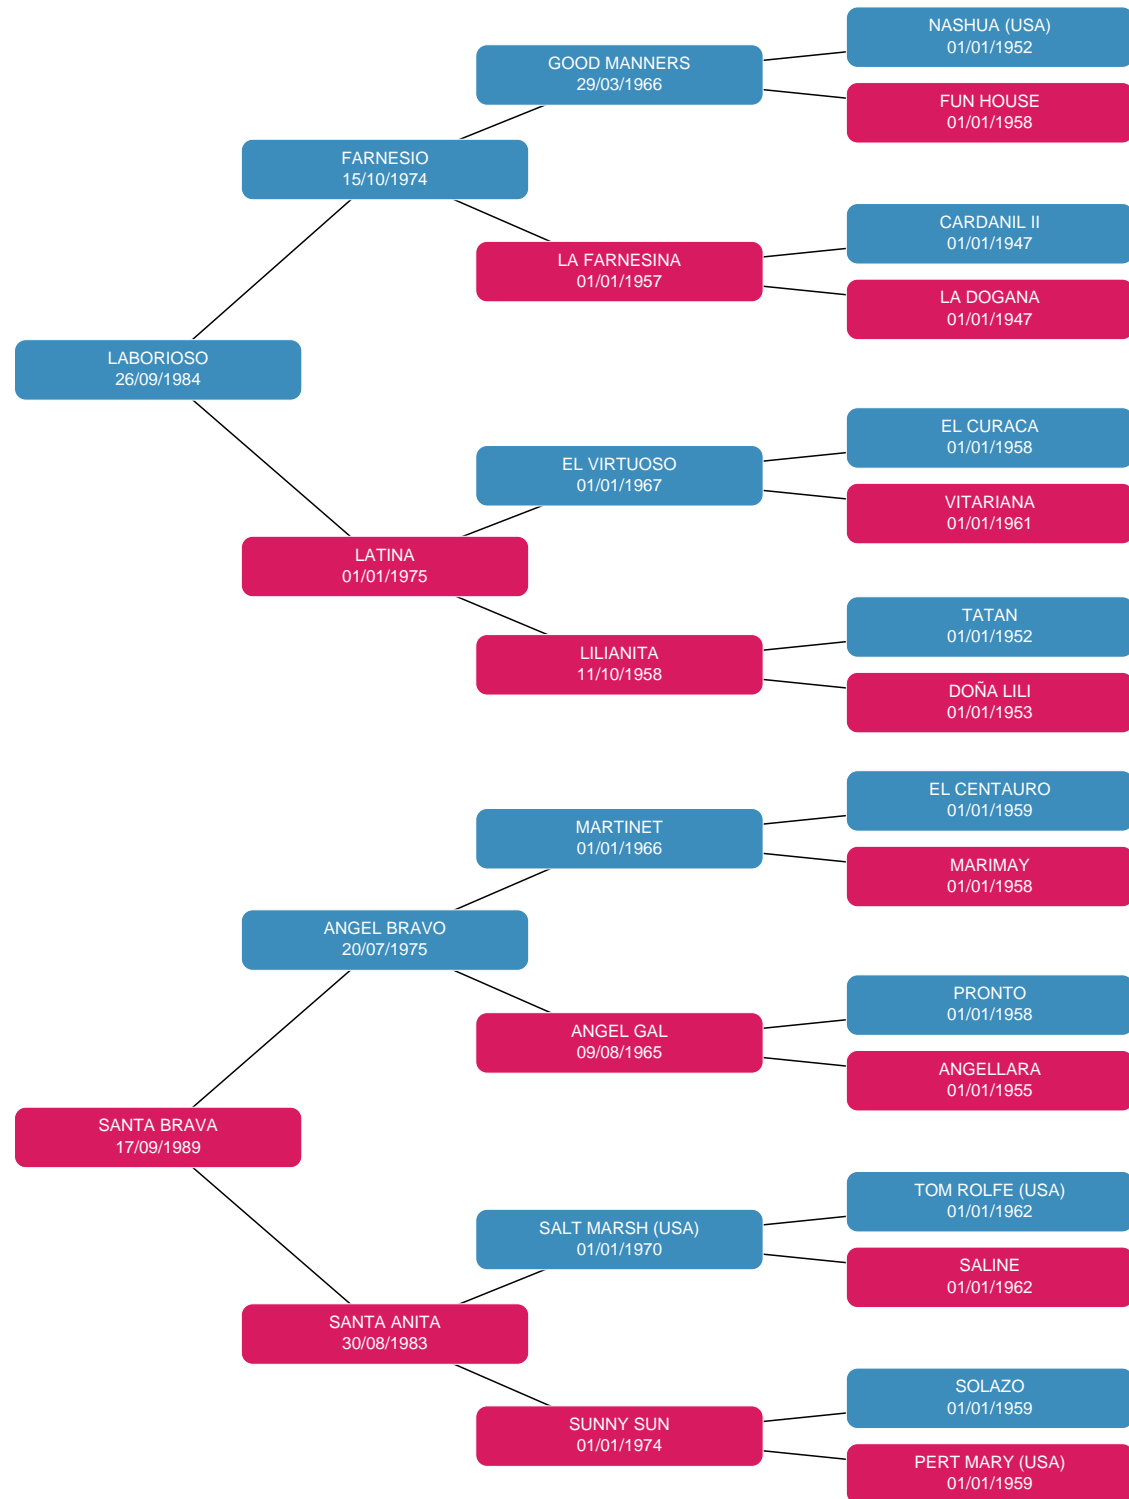 NASHUA (USA)
01/01/1952
GOOD MANNERS
29/03/1966
FUN HOUSE
01/01/1958
FARNESIO
15/10/1974
CARDANIL II
01/01/1947
LA FARNESINA
01/01/1957
LA DOGANA
01/01/1947
LABORIOSO
26/09/1984
EL CURACA
01/01/1958
EL VIRTUOSO
01/01/1967
VITARIANA
01/01/1961
LATINA
01/01/1975
TATAN
01/01/1952
LILIANITA
11/10/1958
DOÑA LILI
01/01/1953
EL CENTAURO
01/01/1959
MARTINET
01/01/1966
MARIMAY
01/01/1958
ANGEL BRAVO
20/07/1975
PRONTO
01/01/1958
ANGEL GAL
09/08/1965
ANGELLARA
01/01/1955
SANTA BRAVA
17/09/1989
TOM ROLFE (USA)
01/01/1962
SALT MARSH (USA)
01/01/1970
SALINE
01/01/1962
SANTA ANITA
30/08/1983
SOLAZO
01/01/1959
SUNNY SUN
01/01/1974
PERT MARY (USA)
01/01/1959